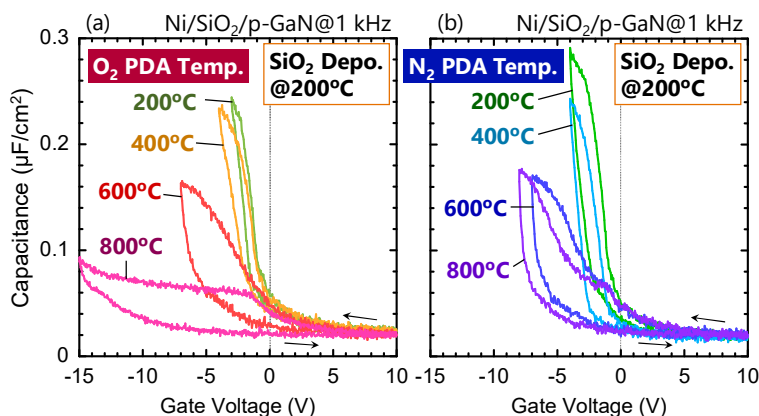 Ni/SiO₂/p-GaN@1 kHz
(a)
O₂ PDA Temp.
SiO₂ Depo.
@200ºC
200ºC
400ºC
600ºC
800ºC
Capacitance (µF/cm²)
0.3
0.2
0.1
0
-15 -10 -5 0 5 10
Gate Voltage (V)
Ni/SiO₂/p-GaN@1 kHz
(b)
N₂ PDA Temp.
SiO₂ Depo.
@200ºC
200ºC
400ºC
600ºC
800ºC
-15 -10 -5 0 5 10
Gate Voltage (V)